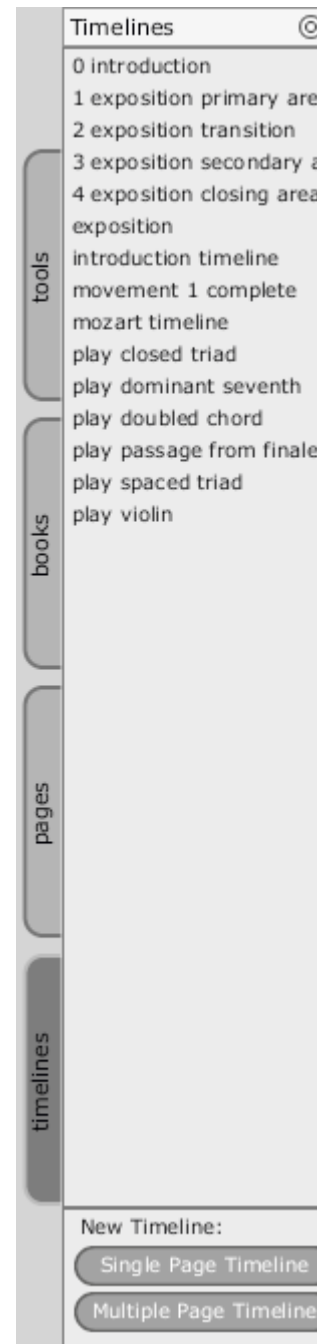 Timelines
0 introduction
1 exposition primary are
2 exposition transition
3 exposition secondary a
4 exposition closing area
exposition
introduction timeline
movement 1 complete
mozart timeline
play closed triad
play dominant seventh
play doubled chord
play passage from finale
play spaced triad
play violin
tools
books
pages
timelines
New Timeline:
Single Page Timeline
Multiple Page Timeline